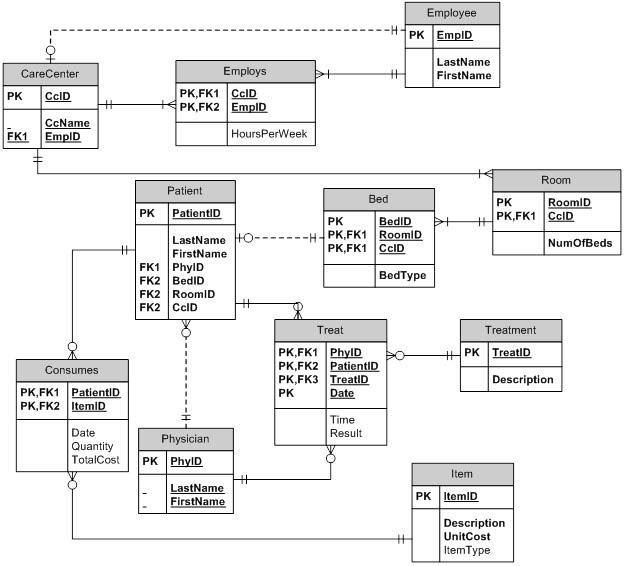 Employee
PK EmpID
LastName
FirstName
CareCenter
PK CcID
CcName
FK1 EmpID
Employs
PK,FK1 CcID
PK,FK2 EmpID
HoursPerWeek
Room
PK RoomID
PK,FK1 CcID
NumOfBeds
Patient
PK PatientID
LastName
FirstName
FK1 PhyID
FK2 BedID
FK2 RoomID
FK2 CcID
Bed
PK BedID
PK,FK1 RoomID
PK,FK1 CcID
BedType
Treat
PK,FK1 PhyID
PK,FK2 PatientID
PK,FK3 TreatID
PK Date
Time
Result
Treatment
PK TreatID
Description
Consumes
PK,FK1 PatientID
PK,FK2 ItemID
Date
Quantity
TotalCost
Physician
PK PhyID
LastName
FirstName
Item
PK ItemID
Description
UnitCost
ItemType